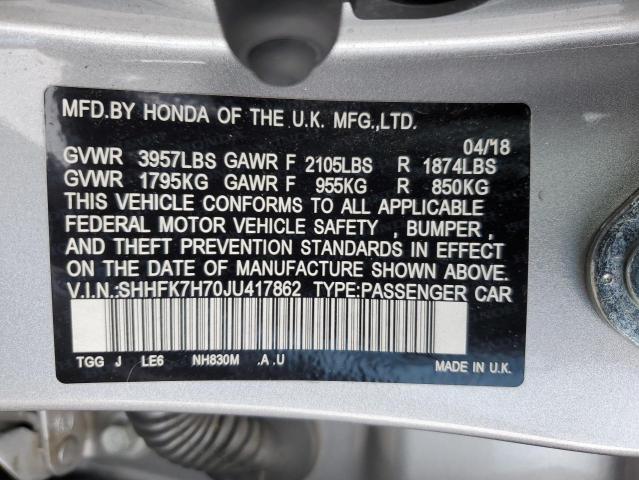 MFD.BY HONDA OF THE U.K. MFG.,LTD.
04/18
GVWR 3957LBS GAWR F 2105LBS R 1874LBS
GVWR 1795KG GAWR F 955KG R 850KG
THIS VEHICLE CONFORMS TO ALL APPLICABLE
FEDERAL MOTOR VEHICLE SAFETY , BUMPER ,
AND THEFT PREVENTION STANDARDS IN EFFECT
ON THE DATE OF MANUFACTURE SHOWN ABOVE.
V.I.N.:SHHFK7H70JU417862 TYPE:PASSENGER CAR
TGG J LE6 NH830M .A .U
MADE IN U.K.